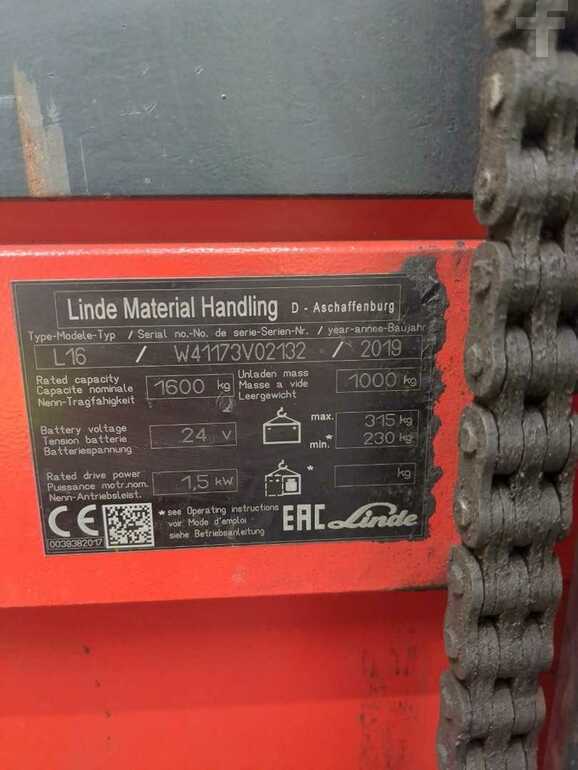 Linde Material Handling D - Aschaffenburg
Type-Modele-Typ / Serial no.-No. de serie-Serien-Nr. / year-annee-Baujahr
L16 / W41173V02132 / 2019
Rated capacity
Capacite nominale
Nenn-Tragfähigkeit
1600 kg
Unladen mass
Masse a vide
Leergewicht
1000 kg
Battery voltage
Tension batterie
Batteriespannung
24 V
max. 315 kg
min.* 230 kg
Rated drive power
Puissance motr.nom.
Nenn-Antriebsleist.
1,5 kW
* kg
CE
0039382017
* see Operating instructions
voir Mode d'emploi
siehe Betriebsanleitung
EAC Linde
f